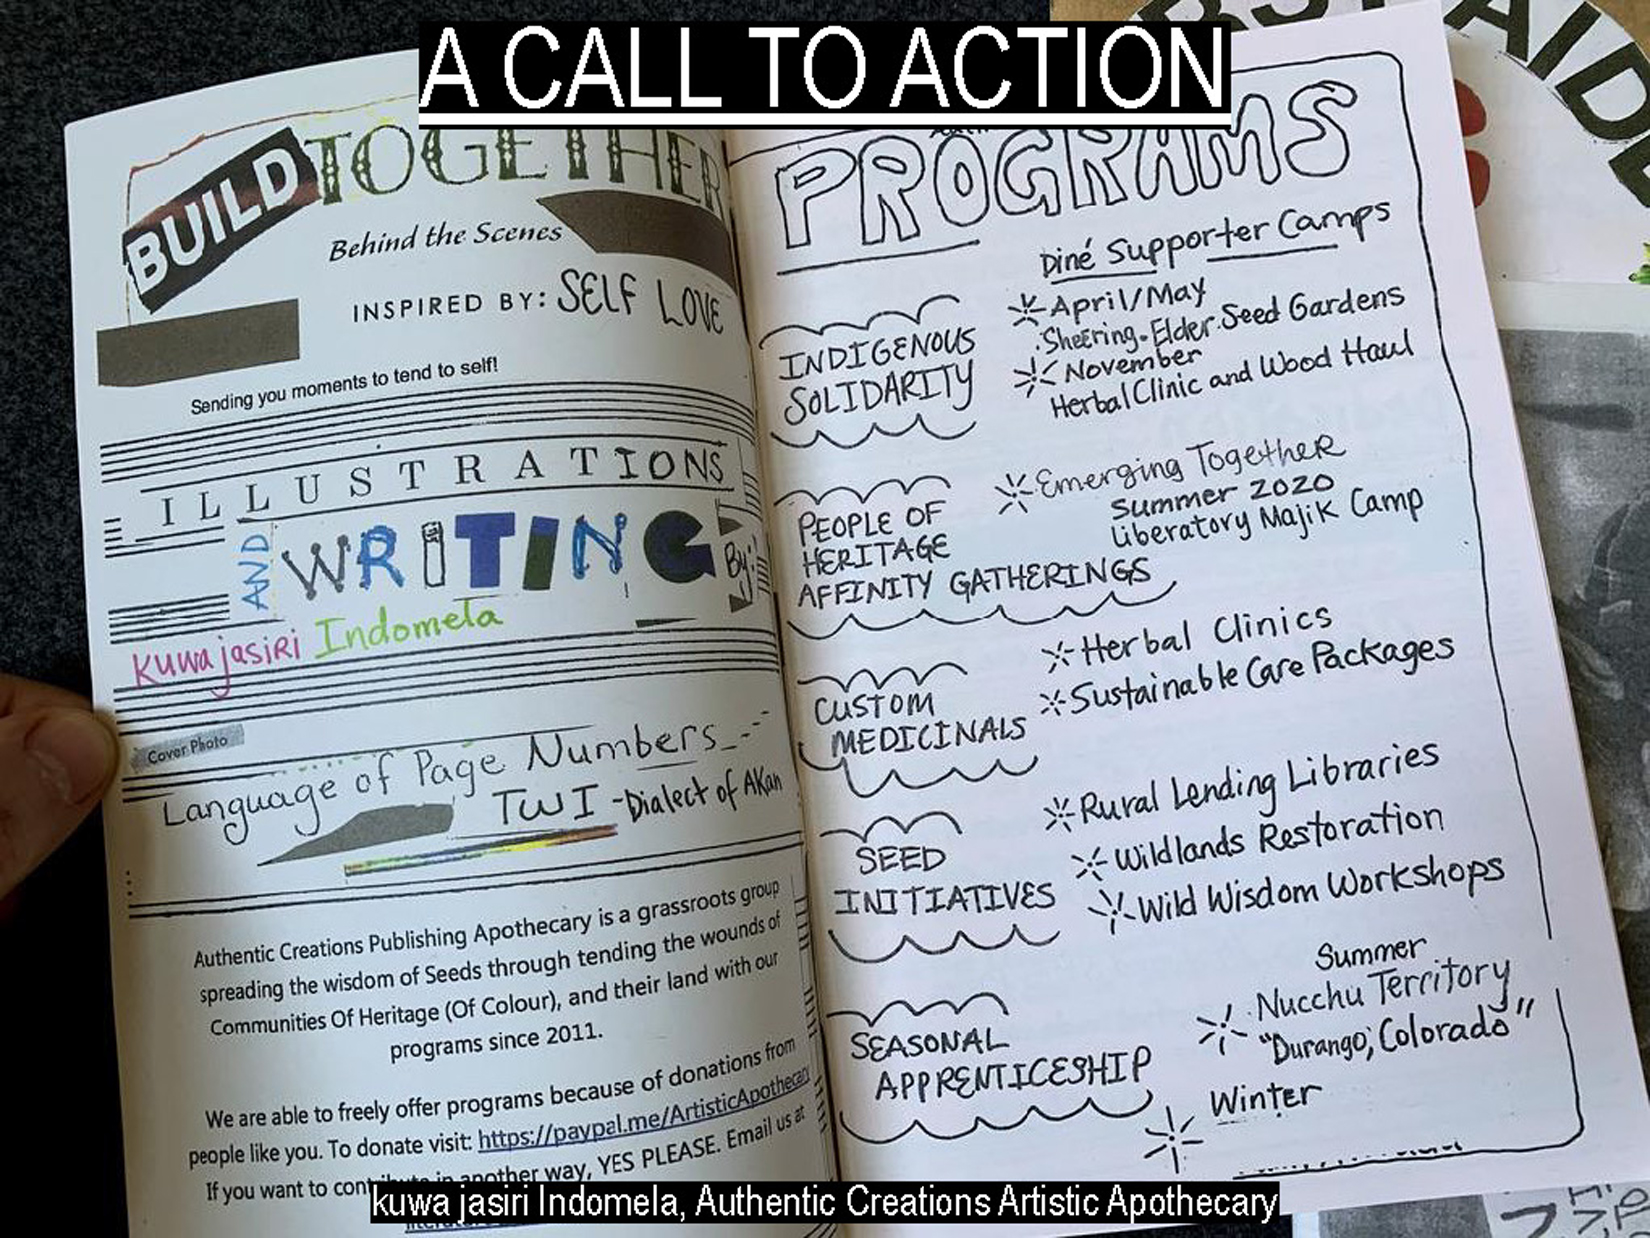 A CALL TO ACTION
BUILD TOGETHER
Behind the Scenes
INSPIRED BY: SELF LOVE
Sending you moments to tend to self!
ILLUSTRATIONS
AND WRITING By:
kuwa jasiri Indomela
Cover Photo
Language of Page Numbers
TWI - Dialect of AKan
Authentic Creations Publishing Apothecary is a grassroots group
spreading the wisdom of Seeds through tending the wounds of
Communities Of Heritage (Of Colour), and their land with our
programs since 2011.
We are able to freely offer programs because of donations from
people like you. To donate visit: https://paypal.me/ArtisticApothecary
If you want to contribute in another way, YES PLEASE. Email us at
PROGRAMS
Diné Supporter Camps
INDIGENOUS
SOLIDARITY
April/May
Sheering. Elder. Seed Gardens
November
Herbal Clinic and Wood Haul
PEOPLE OF
HERITAGE
AFFINITY GATHERINGS
Emerging Together
Summer 2020
Liberatory Majik Camp
CUSTOM
MEDICINALS
Herbal Clinics
Sustainable Care Packages
SEED
INITIATIVES
Rural Lending Libraries
Wildlands Restoration
Wild Wisdom Workshops
SEASONAL
APPRENTICESHIP
Summer
Nucchu Territory
"Durango, Colorado"
Winter
kuwa jasiri Indomela, Authentic Creations Artistic Apothecary